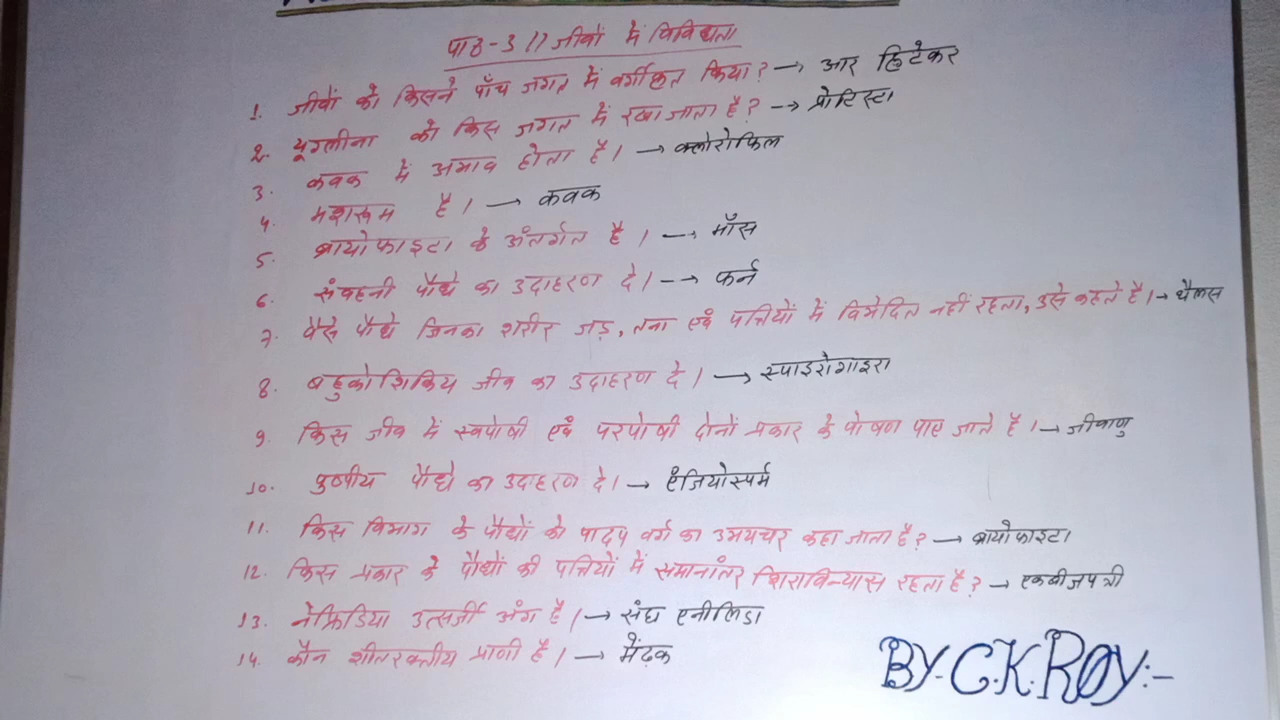 पाठ-3 // जीवों में विविधता
1. जीवों को किसने पाँच जगत में वर्गीकृत किया? → आर हिटेकर
2. यूग्लीना को किस जगत में रखा जाता है? → प्रोटिस्टा
3. कवक में अभाव होता है। → क्लोरोफिल
4. मशरूम है। → कवक
5. ब्रायोफाइटा के अंतर्गत है। → मॉस
6. संवहनी पौधे का उदाहरण दे। → फर्न
7. वैसे पौधे जिनका शरीर जड़, तना एवं पत्तियों में विभेदित नहीं रहता, उसे कहते है। → थैलस
8. बहुकोशिकिय जीव का उदाहरण दे। → स्पाइरोगाइरा
9. किस जीव में स्वपोषी एवं परपोषी दोनों प्रकार के पोषण पाए जाते है। → जीवाणु
10. पुष्पीय पौधे का उदाहरण दे। → एंजियोस्पर्म
11. किस विभाग के पौधों को पादप वर्ग का उभयचर कहा जाता है? → ब्रायोफाइटा
12. किस प्रकार के पौधों की पत्तियों में समानांतर शिराविन्यास रहता है? → एकबीजपत्री
13. नेफ्रिडिया उत्सर्जी अंग है। → संघ एनीलिडा
14. कौन शीतरक्तीय प्राणी है। → मेंढ़क
BY- C.K.ROY:-